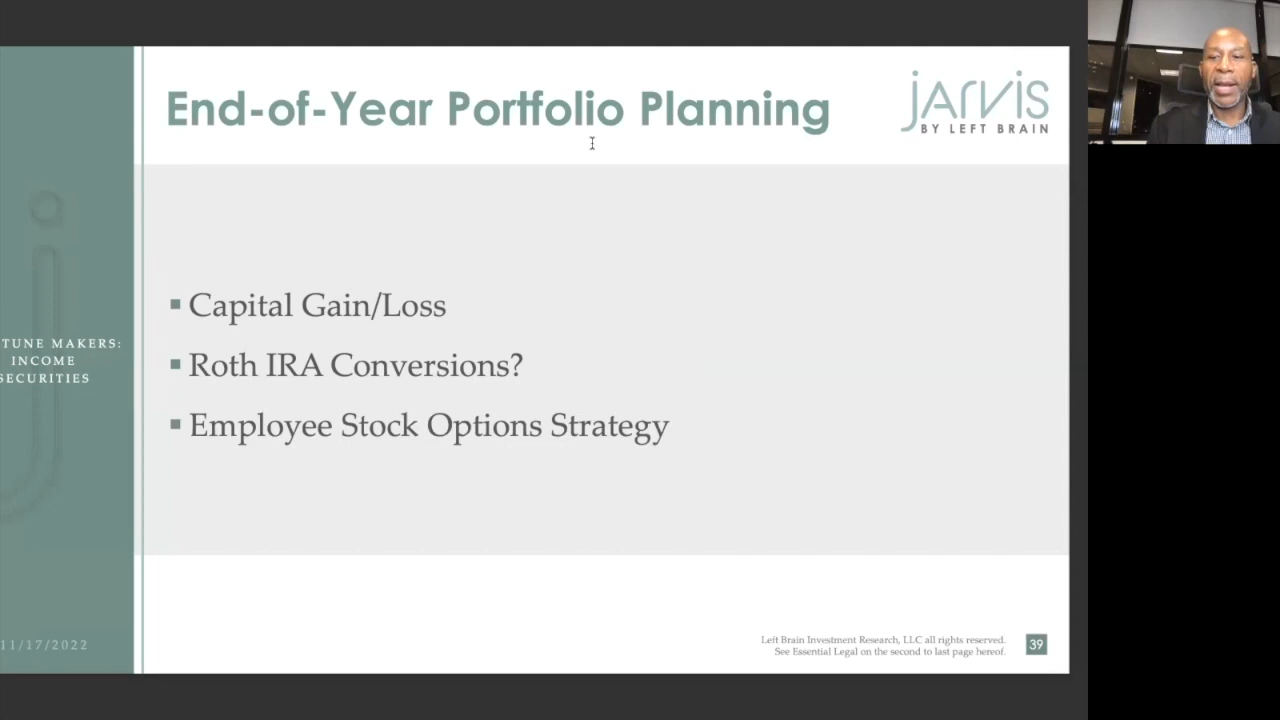 End-of-Year Portfolio Planning
jarvis
BY LEFT BRAIN
▪ Capital Gain/Loss
▪ Roth IRA Conversions?
▪ Employee Stock Options Strategy
TUNE MAKERS:
INCOME
SECURITIES
11/17/2022
Left Brain Investment Research, LLC all rights reserved.
See Essential Legal on the second to last page hereof.
39